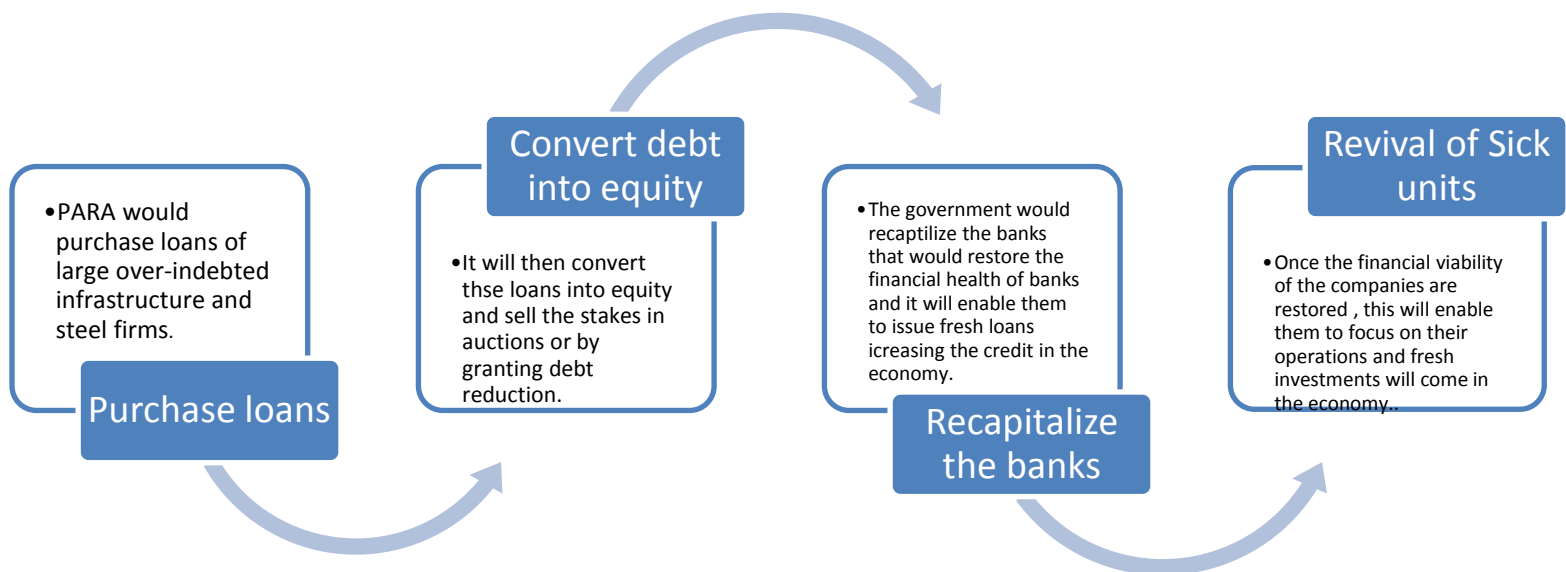 •PARA would
purchase loans of
large over-indebted
infrastructure and
steel firms.
Purchase loans
Convert debt
into equity
•It will then convert
thse loans into equity
and sell the stakes in
auctions or by
granting debt
reduction.
•The government would
recaptilize the banks
that would restore the
financial health of banks
and it will enable them
to issue fresh loans
icreasing the credit in the
economy.
Recapitalize
the banks
Revival of Sick
units
•Once the financial viability
of the companies are
restored , this will enable
them to focus on their
operations and fresh
investments will come in
the economy..